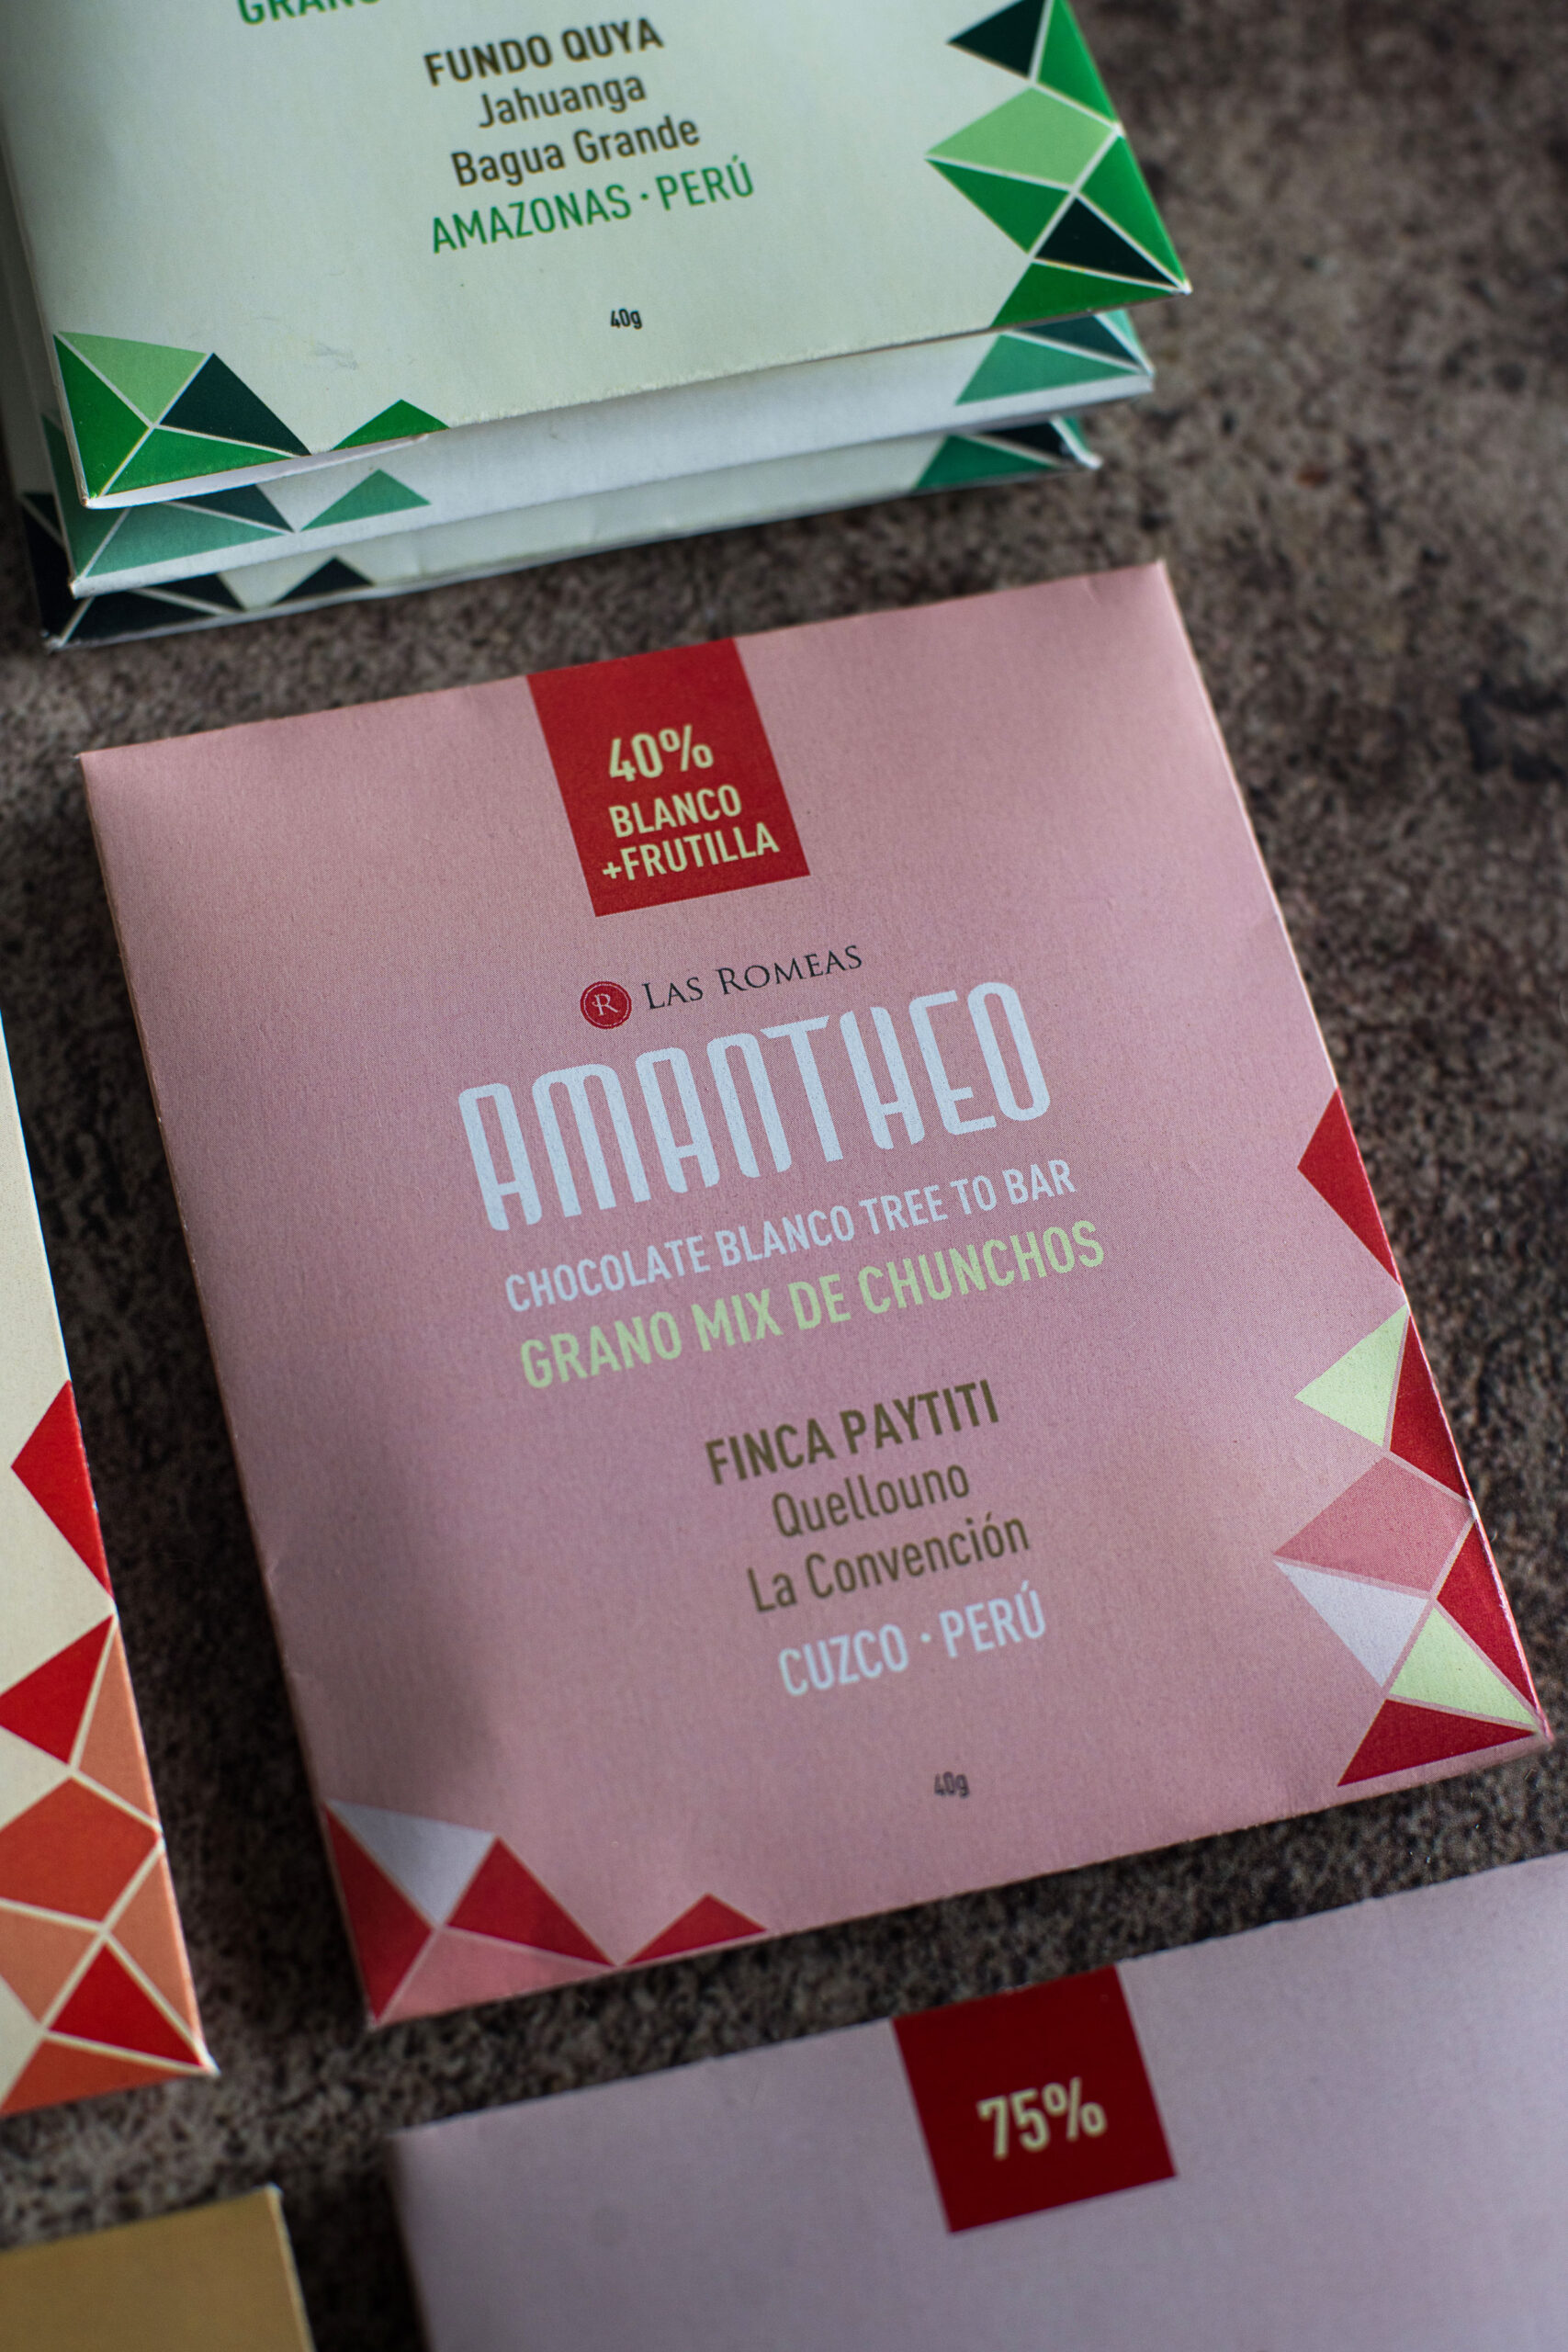 FUNDO QUYA
Jahuanga
Bagua Grande
AMAZONAS · PERÚ
40g
40%
BLANCO
+FRUTILLA
R LAS ROMEAS
AMANTHEO
CHOCOLATE BLANCO TREE TO BAR
GRANO MIX DE CHUNCHOS
FINCA PAYTITI
Quellouno
La Convención
CUZCO · PERÚ
40g
75%